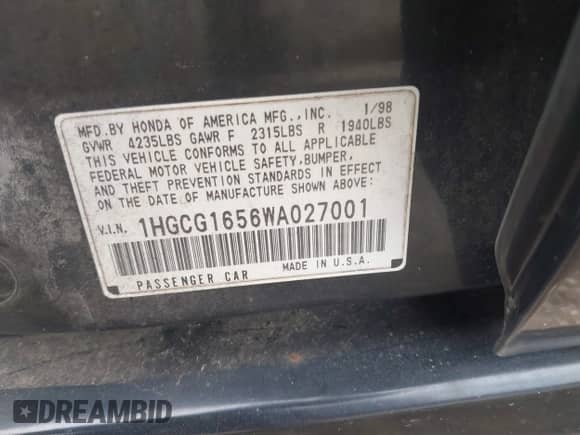 MFD.BY HONDA OF AMERICA MFG.,INC. 1/98
GVWR 4235LBS GAWR F 2315LBS R 1940LBS
THIS VEHICLE CONFORMS TO ALL APPLICABLE
FEDERAL MOTOR VEHICLE SAFETY,BUMPER,
AND THEFT PREVENTION STANDARDS IN EFFECT
ON THE DATE OF MANUFACTURE SHOWN ABOVE:
V.I.N. 1HGCG1656WA027001
PASSENGER CAR MADE IN U.S.A.
DREAMBID